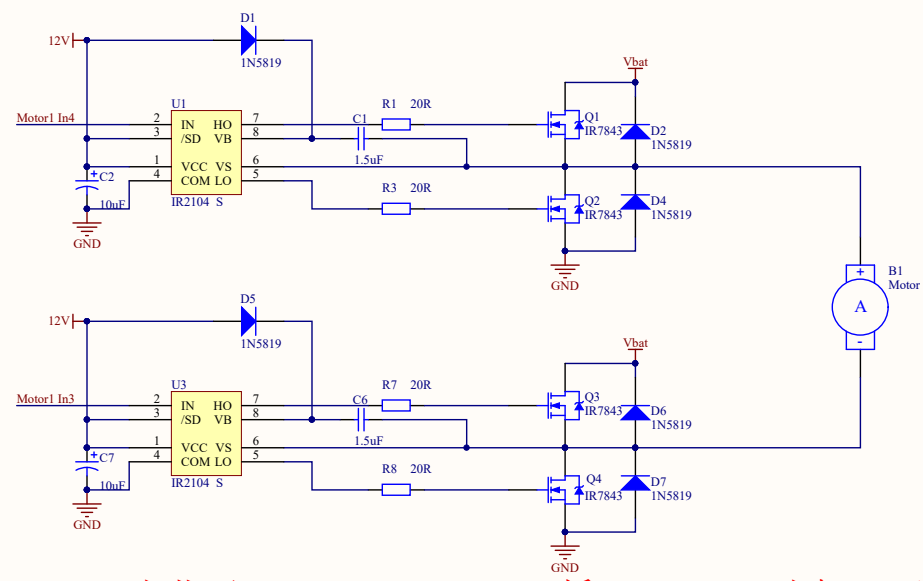 D1
12V
1N5819
Vbat
U1
R1 20R
Motor1 In4
2 IN HO 7
C1
Q1
3 /SD VB 8
IR7843
D2
1N5819
1 VCC VS 6
1.5uF
4 COM LO 5
+ C2
R3 20R
Q2
D4
10uF
IR2104 S
IR7843
1N5819
GND
GND
B1
+
Motor
A
-
D5
12V
1N5819
Vbat
U3
R7 20R
Motor1 In3
2 IN HO 7
C6
Q3
3 /SD VB 8
IR7843
D6
1N5819
1 VCC VS 6
1.5uF
4 COM LO 5
+ C7
R8 20R
Q4
D7
10uF
IR2104 S
IR7843
1N5819
GND
GND